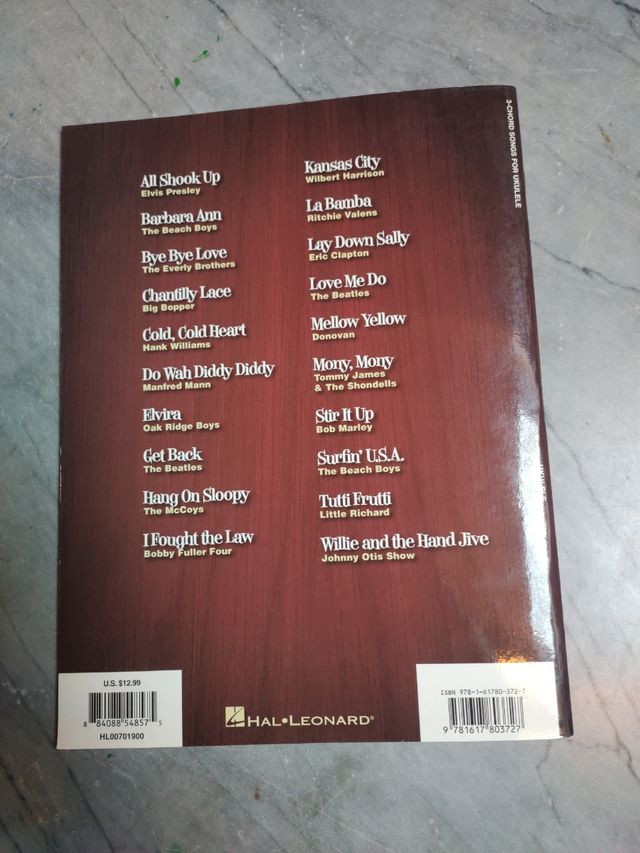 3-CHORD SONGS FOR UKULELE
All Shook Up
Elvis Presley
Barbara Ann
The Beach Boys
Bye Bye Love
The Everly Brothers
Chantilly Lace
Big Bopper
Cold, Cold Heart
Hank Williams
Do Wah Diddy Diddy
Manfred Mann
Elvira
Oak Ridge Boys
Get Back
The Beatles
Hang On Sloopy
The McCoys
I Fought the Law
Bobby Fuller Four
Kansas City
Wilbert Harrison
La Bamba
Ritchie Valens
Lay Down Sally
Eric Clapton
Love Me Do
The Beatles
Mellow Yellow
Donovan
Mony, Mony
Tommy James
& The Shondells
Stir It Up
Bob Marley
Surfin' U.S.A.
The Beach Boys
Tutti Frutti
Little Richard
Willie and the Hand Jive
Johnny Otis Show
U.S. $12.99
8 84088 54857 5
HL00701900
HAL•LEONARD®
ISBN 978-1-61780-372-7
9 781617 803727